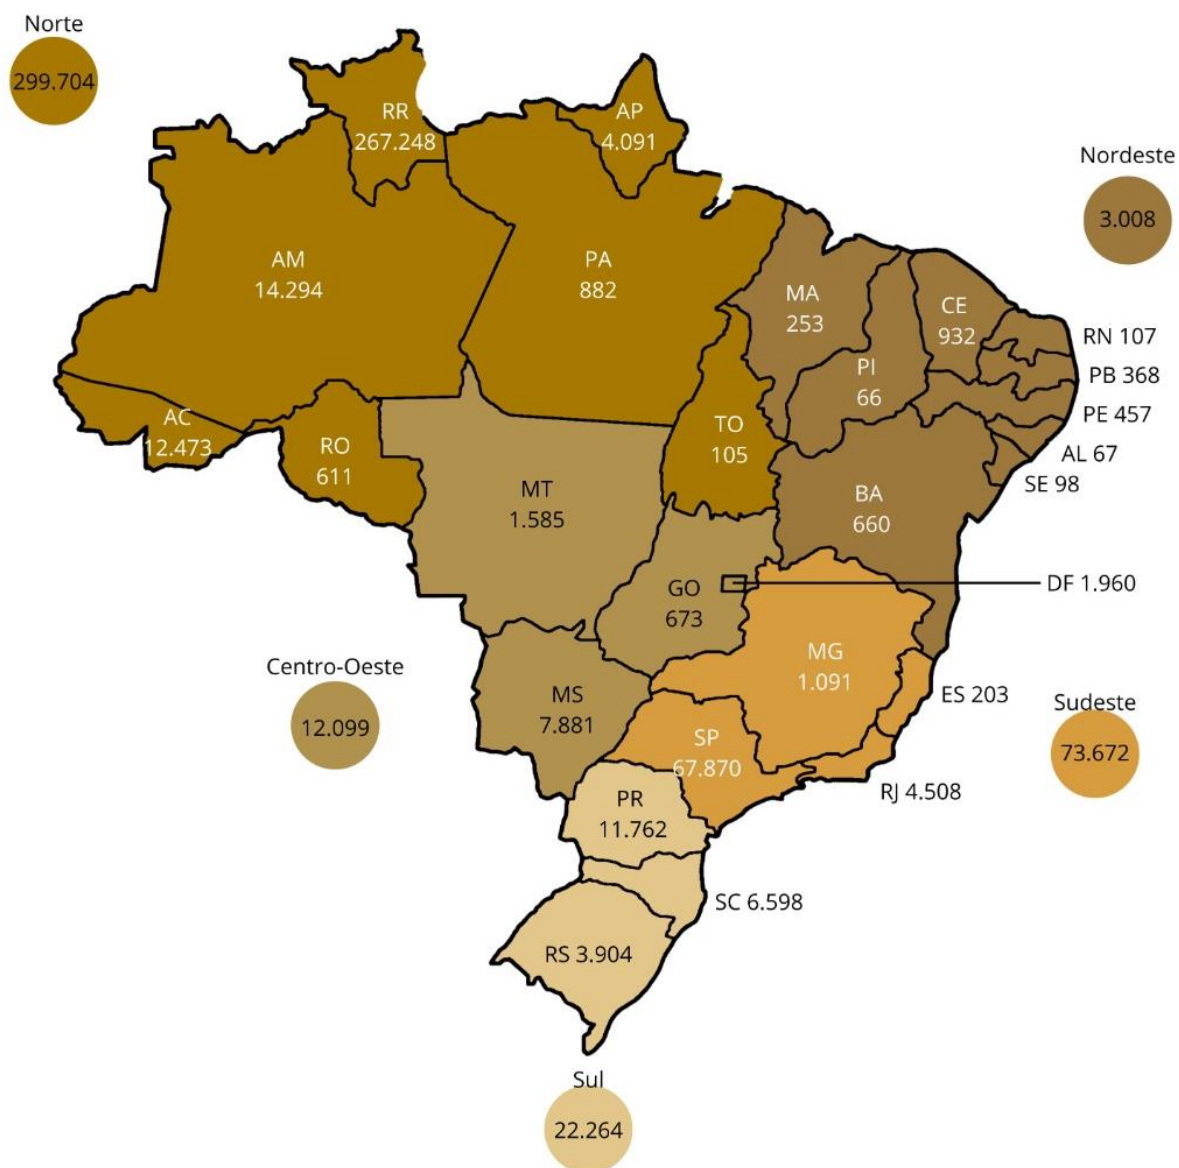 Norte
299.704
RR
267.248
AP
4.091
Nordeste
3.008
AM
14.294
PA
882
MA
253
CE
932
RN 107
PB 368
PI
66
PE 457
AC
12.473
RO
611
TO
105
AL 67
SE 98
MT
1.585
BA
660
DF 1.960
GO
673
Centro-Oeste
12.099
MS
7.881
MG
1.091
ES 203
Sudeste
73.672
SP
67.870
RJ 4.508
PR
11.762
SC 6.598
RS 3.904
Sul
22.264